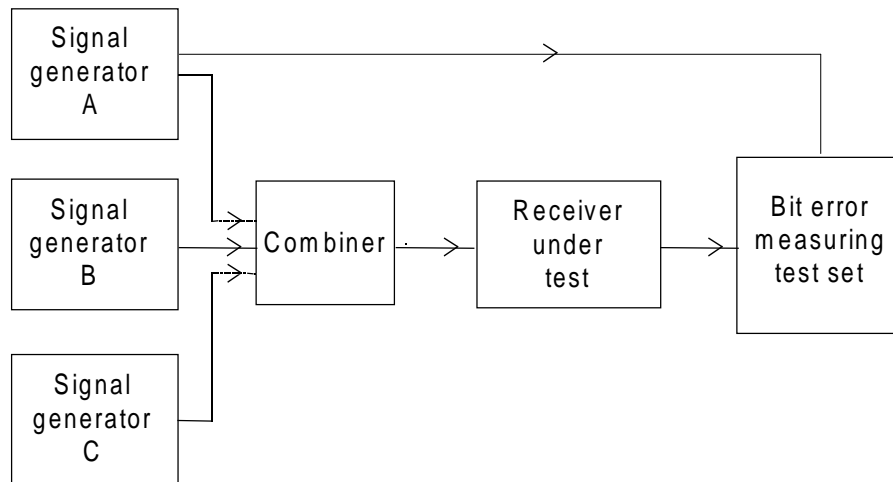 Signal
generator
A
Signal
generator
B
Signal
generator
C
Combiner
Receiver
under
test
Bit error
measuring
test set